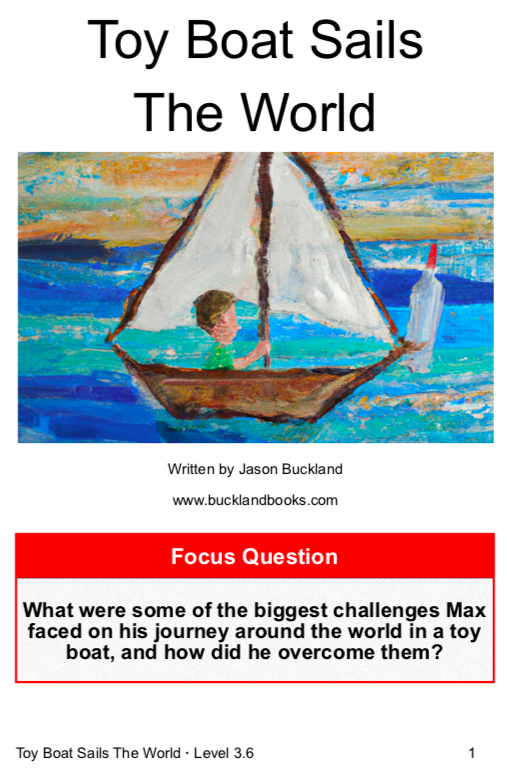 Toy Boat Sails
The World
Written by Jason Buckland
www.bucklandbooks.com
Focus Question
What were some of the biggest challenges Max
faced on his journey around the world in a toy
boat, and how did he overcome them?
Toy Boat Sails The World · Level 3.6 1